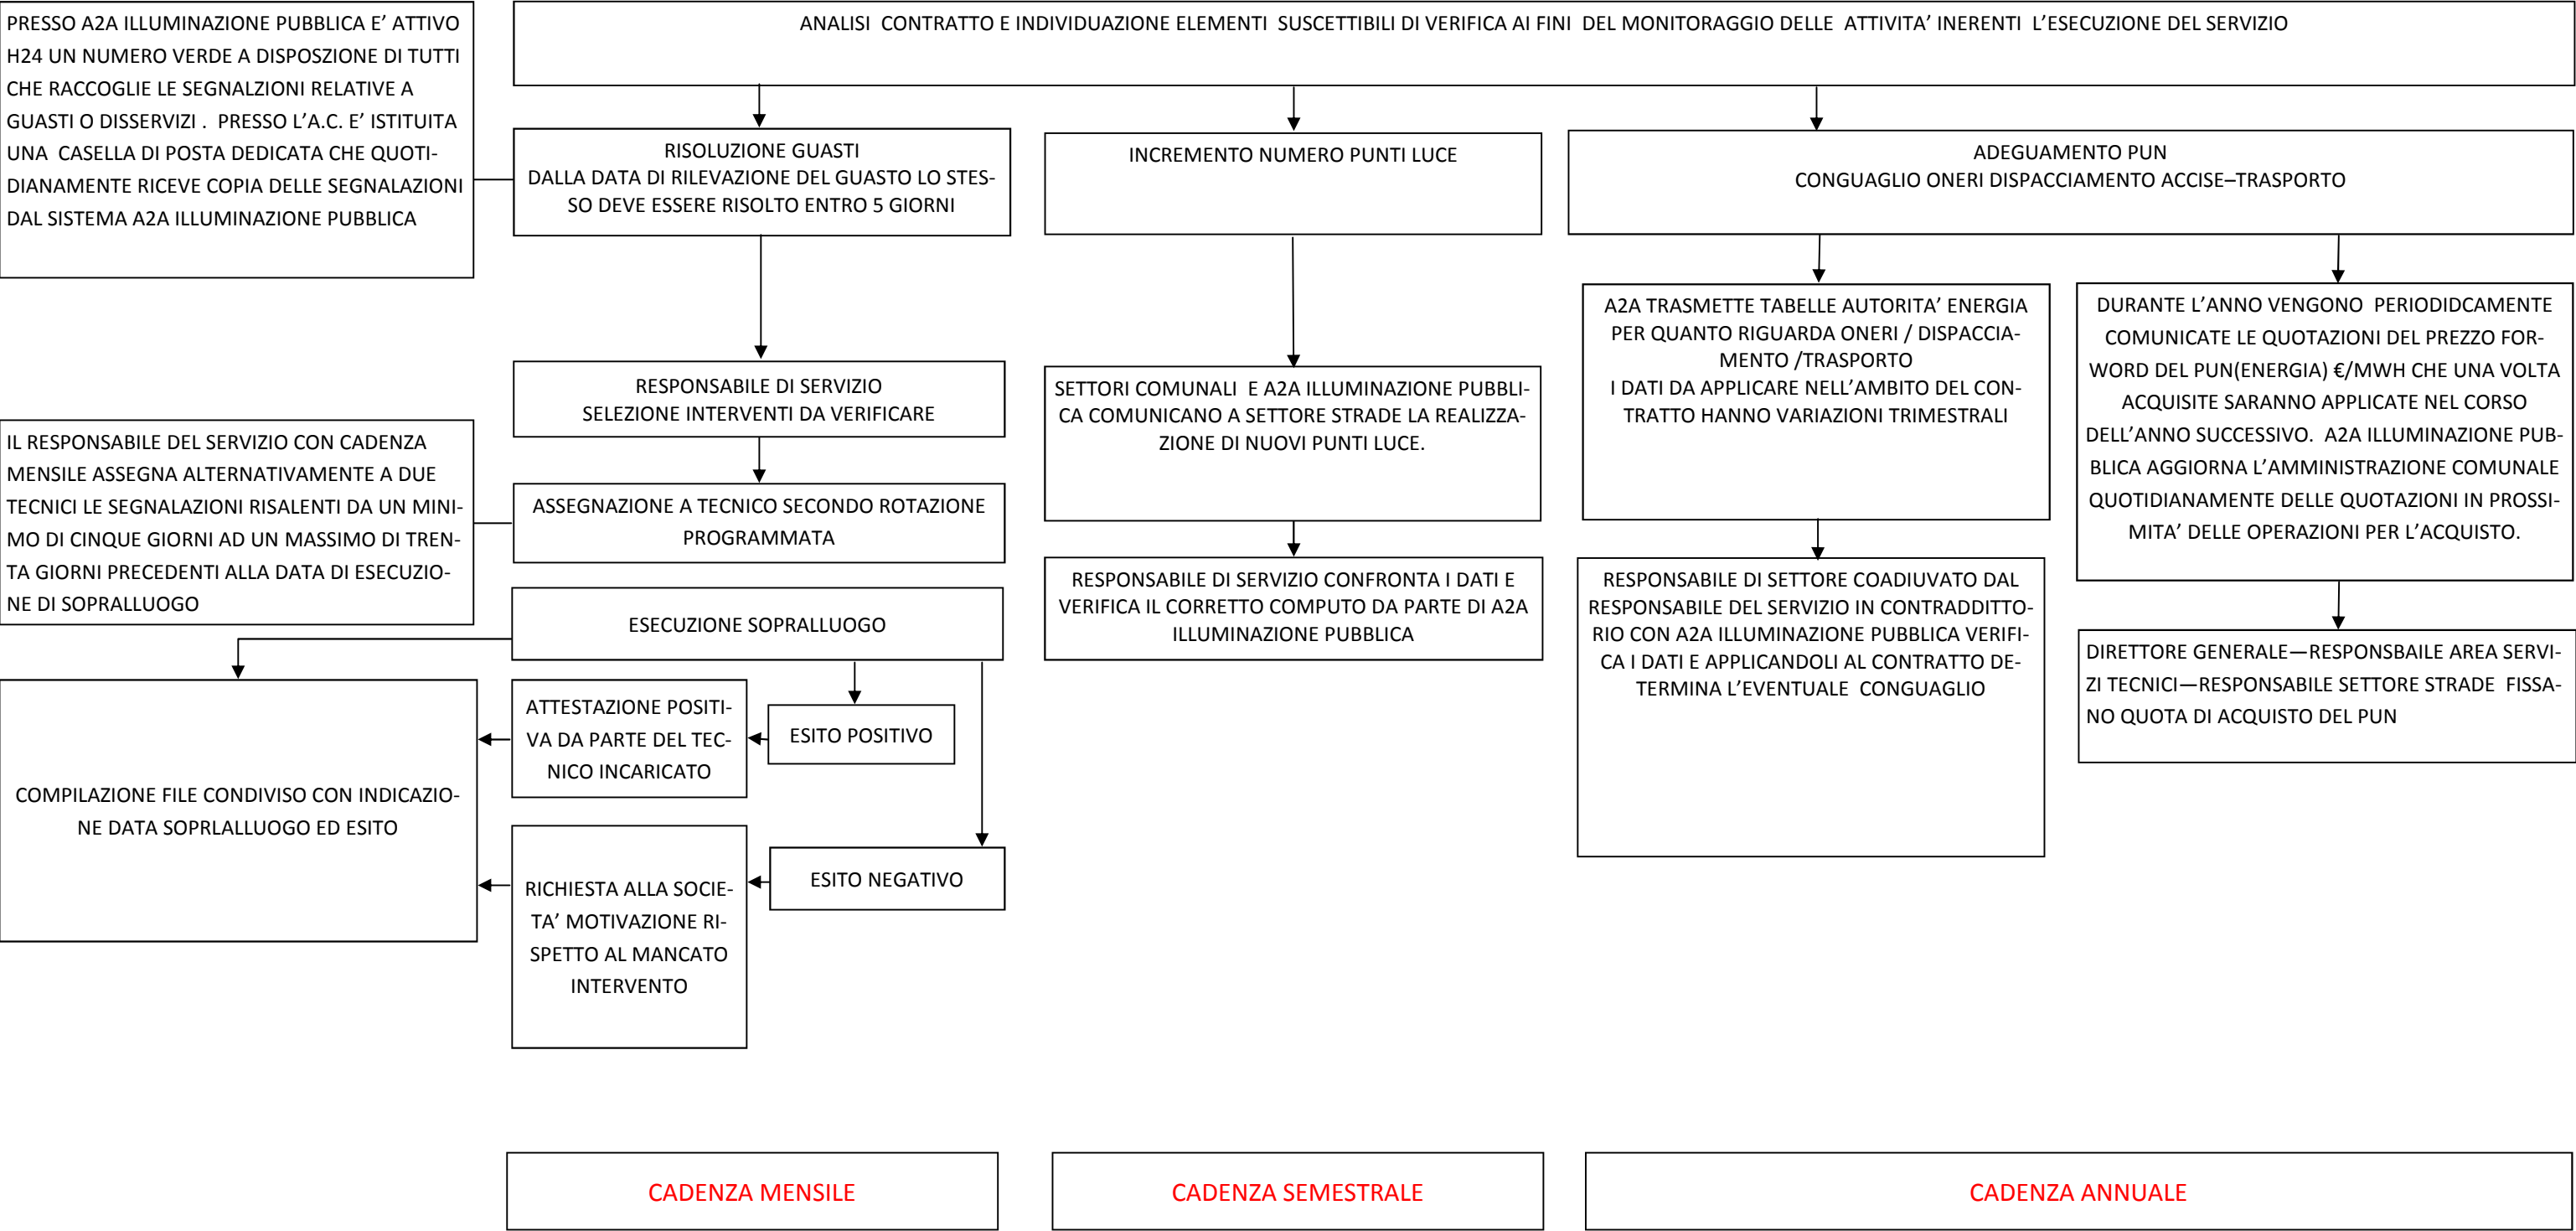 PRESSO A2A ILLUMINAZIONE PUBBLICA E’ ATTIVO
H24 UN NUMERO VERDE A DISPOSZIONE DI TUTTI
CHE RACCOGLIE LE SEGNALZIONI RELATIVE A
GUASTI O DISSERVIZI . PRESSO L’A.C. E’ ISTITUITA
UNA CASELLA DI POSTA DEDICATA CHE QUOTI-
DIANAMENTE RICEVE COPIA DELLE SEGNALAZIONI
DAL SISTEMA A2A ILLUMINAZIONE PUBBLICA
ANALISI CONTRATTO E INDIVIDUAZIONE ELEMENTI SUSCETTIBILI DI VERIFICA AI FINI DEL MONITORAGGIO DELLE ATTIVITA’ INERENTI L’ESECUZIONE DEL SERVIZIO
RISOLUZIONE GUASTI
DALLA DATA DI RILEVAZIONE DEL GUASTO LO STES-
SO DEVE ESSERE RISOLTO ENTRO 5 GIORNI
INCREMENTO NUMERO PUNTI LUCE
ADEGUAMENTO PUN
CONGUAGLIO ONERI DISPACCIAMENTO ACCISE–TRASPORTO
RESPONSABILE DI SERVIZIO
SELEZIONE INTERVENTI DA VERIFICARE
SETTORI COMUNALI E A2A ILLUMINAZIONE PUBBLI-
CA COMUNICANO A SETTORE STRADE LA REALIZZA-
ZIONE DI NUOVI PUNTI LUCE.
A2A TRASMETTE TABELLE AUTORITA’ ENERGIA
PER QUANTO RIGUARDA ONERI / DISPACCIA-
MENTO /TRASPORTO
I DATI DA APPLICARE NELL’AMBITO DEL CON-
TRATTO HANNO VARIAZIONI TRIMESTRALI
DURANTE L’ANNO VENGONO PERIODIDCAMENTE
COMUNICATE LE QUOTAZIONI DEL PREZZO FOR-
WORD DEL PUN(ENERGIA) €/MWH CHE UNA VOLTA
ACQUISITE SARANNO APPLICATE NEL CORSO
DELL’ANNO SUCCESSIVO. A2A ILLUMINAZIONE PUB-
BLICA AGGIORNA L’AMMINISTRAZIONE COMUNALE
QUOTIDIANAMENTE DELLE QUOTAZIONI IN PROSSI-
MITA’ DELLE OPERAZIONI PER L’ACQUISTO.
IL RESPONSABILE DEL SERVIZIO CON CADENZA
MENSILE ASSEGNA ALTERNATIVAMENTE A DUE
TECNICI LE SEGNALAZIONI RISALENTI DA UN MINI-
MO DI CINQUE GIORNI AD UN MASSIMO DI TREN-
TA GIORNI PRECEDENTI ALLA DATA DI ESECUZIO-
NE DI SOPRALLUOGO
ASSEGNAZIONE A TECNICO SECONDO ROTAZIONE
PROGRAMMATA
RESPONSABILE DI SERVIZIO CONFRONTA I DATI E
VERIFICA IL CORRETTO COMPUTO DA PARTE DI A2A
ILLUMINAZIONE PUBBLICA
RESPONSABILE DI SETTORE COADIUVATO DAL
RESPONSABILE DEL SERVIZIO IN CONTRADDITTO-
RIO CON A2A ILLUMINAZIONE PUBBLICA VERIFI-
CA I DATI E APPLICANDOLI AL CONTRATTO DE-
TERMINA L’EVENTUALE CONGUAGLIO
DIRETTORE GENERALE—RESPONSBAILE AREA SERVI-
ZI TECNICI—RESPONSABILE SETTORE STRADE FISSA-
NO QUOTA DI ACQUISTO DEL PUN
ESECUZIONE SOPRALLUOGO
ATTESTAZIONE POSITI-
VA DA PARTE DEL TEC-
NICO INCARICATO
ESITO POSITIVO
COMPILAZIONE FILE CONDIVISO CON INDICAZIO-
NE DATA SOPRLALLUOGO ED ESITO
RICHIESTA ALLA SOCIE-
TA’ MOTIVAZIONE RI-
SPETTO AL MANCATO
INTERVENTO
ESITO NEGATIVO
CADENZA MENSILE
CADENZA SEMESTRALE
CADENZA ANNUALE